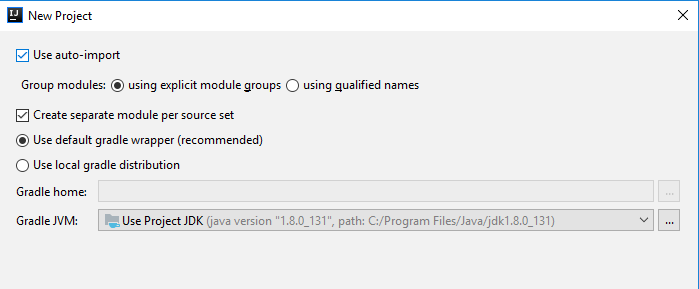 IJ New Project
Use auto-import
Group modules: using explicit module groups using qualified names
Create separate module per source set
Use default gradle wrapper (recommended)
Use local gradle distribution
Gradle home: ...
Gradle JVM: Use Project JDK (java version "1.8.0_131", path: C:/Program Files/Java/jdk1.8.0_131) ...